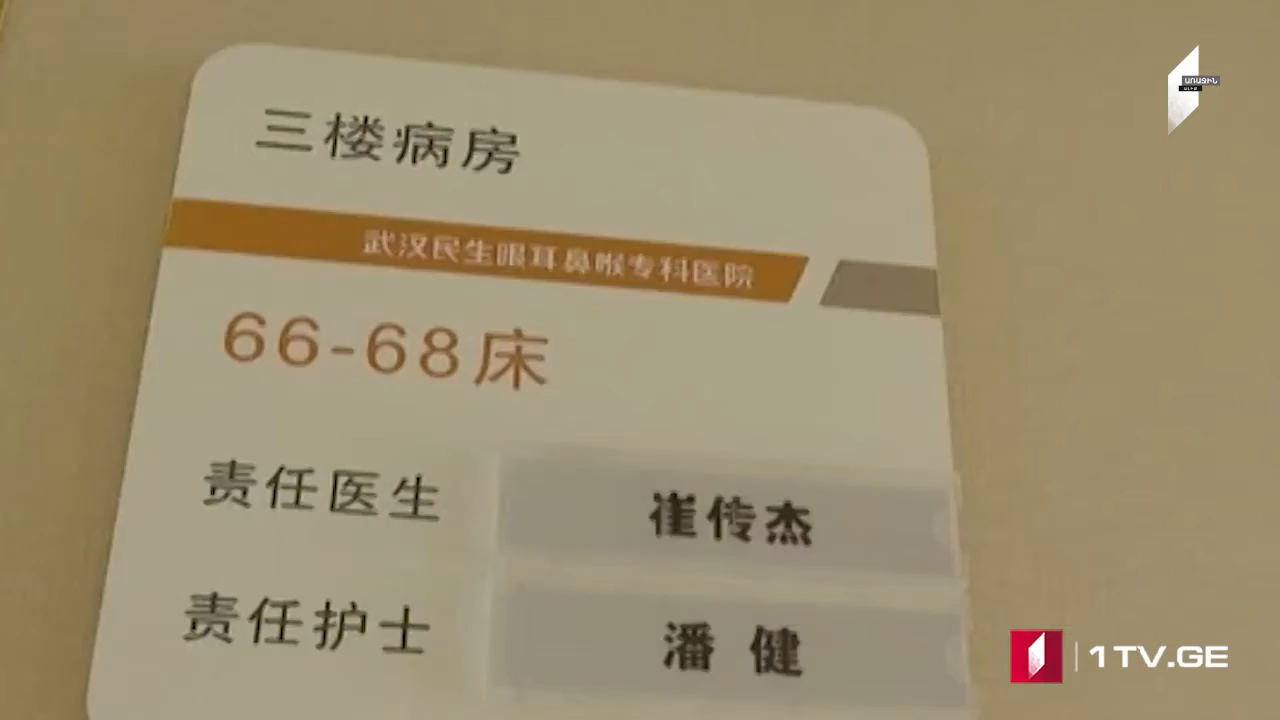 三楼病房
武汉民生眼耳鼻喉专科医院
66-68床
责任医生 崔传杰
责任护士 潘健
ԱՌԱՋԻՆ
1TV.GE